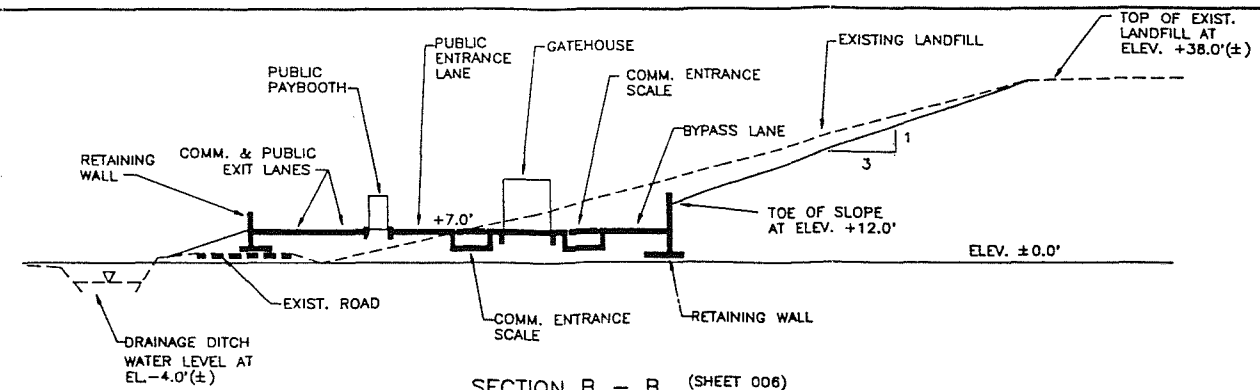 TOP OF EXIST.
LANDFILL AT
ELEV. +38.0'(±)
PUBLIC
ENTRANCE
LANE
GATEHOUSE
EXISTING LANDFILL
PUBLIC
PAYBOOTH
COMM. ENTRANCE
SCALE
BYPASS LANE
1
3
RETAINING
WALL
COMM. & PUBLIC
EXIT LANES
+7.0'
TOE OF SLOPE
AT ELEV. +12.0'
ELEV. ±0.0'
EXIST. ROAD
COMM. ENTRANCE
SCALE
RETAINING WALL
DRAINAGE DITCH
WATER LEVEL AT
EL.-4.0'(±)
SECTION B - B (SHEET 006)